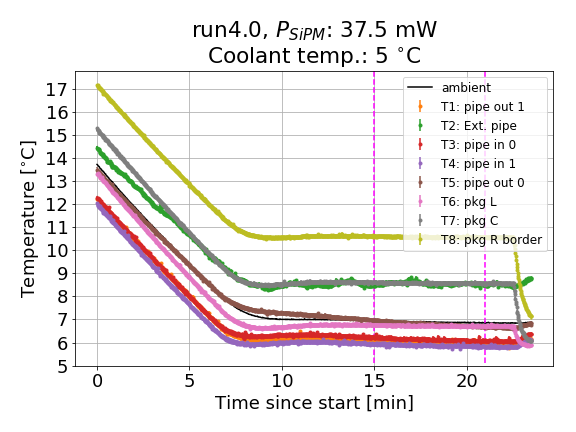 run4.0, P_SiPM: 37.5 mW
Coolant temp.: 5 °C
Temperature [°C]
17
16
15
14
13
12
11
10
9
8
7
6
5
ambient
T1: pipe out 1
T2: Ext. pipe
T3: pipe in 0
T4: pipe in 1
T5: pipe out 0
T6: pkg L
T7: pkg C
T8: pkg R border
0 5 10 15 20
Time since start [min]